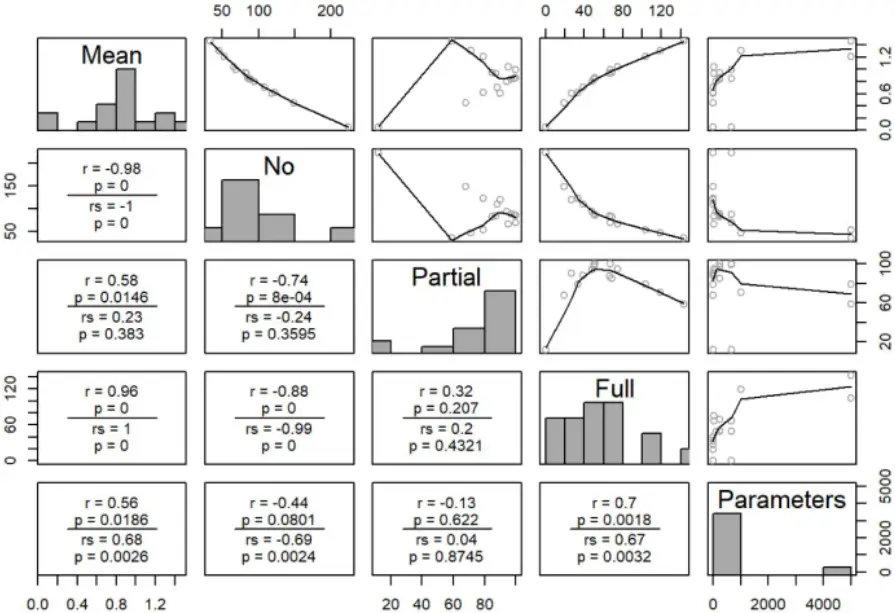 50 100 200
0 40 80 120
Mean
0.0 0.6 1.2
r = -0.98
p = 0
rs = -1
p = 0
No
50 150
r = 0.58
p = 0.0146
rs = 0.23
p = 0.383
r = -0.74
p = 8e-04
rs = -0.24
p = 0.3595
Partial
20 60 100
r = 0.96
p = 0
rs = 1
p = 0
r = -0.88
p = 0
rs = -0.99
p = 0
r = 0.32
p = 0.207
rs = 0.2
p = 0.4321
Full
0 60 120
r = 0.56
p = 0.0186
rs = 0.68
p = 0.0026
r = -0.44
p = 0.0801
rs = -0.69
p = 0.0024
r = -0.13
p = 0.622
rs = 0.04
p = 0.8745
r = 0.7
p = 0.0018
rs = 0.67
p = 0.0032
Parameters
0 2000 5000
0.0 0.4 0.8 1.2
20 40 60 80
0 2000 4000